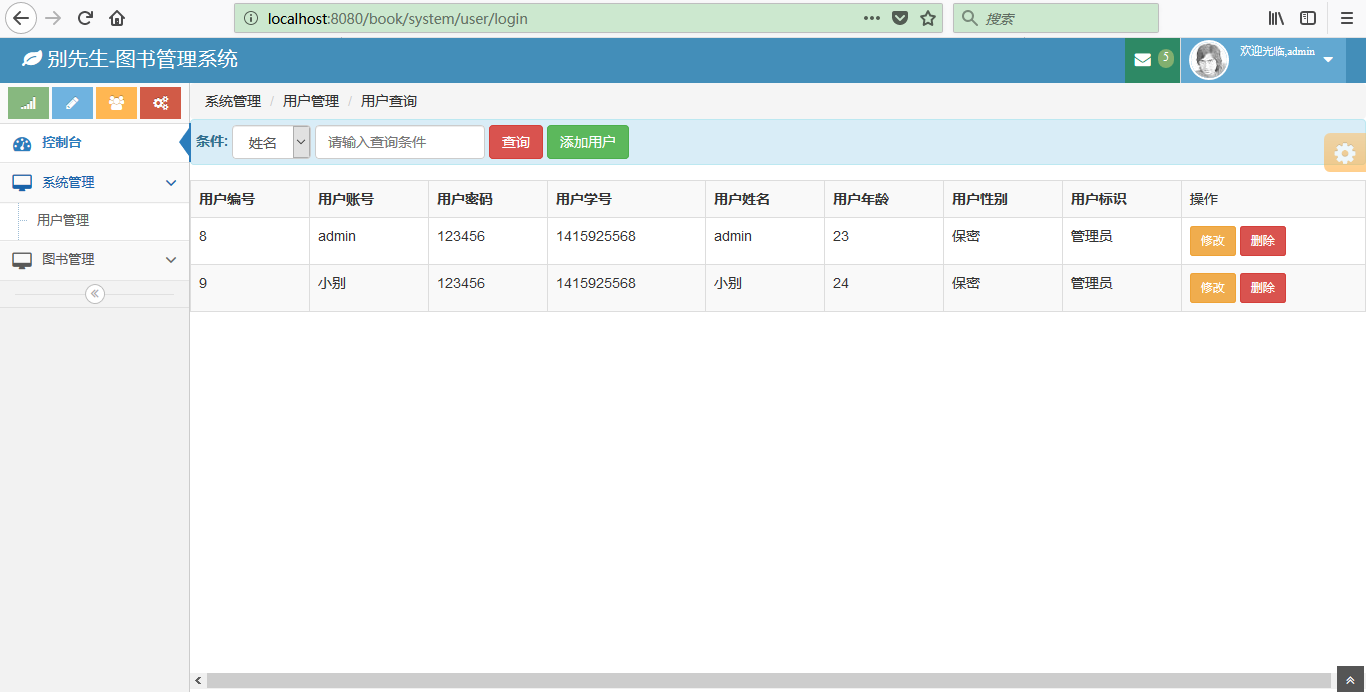 localhost:8080/book/system/user/login
搜索
别先生-图书管理系统
5
欢迎光临,admin
系统管理 / 用户管理 / 用户查询
控制台
系统管理
用户管理
图书管理
条件: 姓名 请输入查询条件 查询 添加用户
用户编号 用户账号 用户密码 用户学号 用户姓名 用户年龄 用户性别 用户标识 操作
8 admin 123456 1415925568 admin 23 保密 管理员 修改 删除
9 小别 123456 1415925568 小别 24 保密 管理员 修改 删除